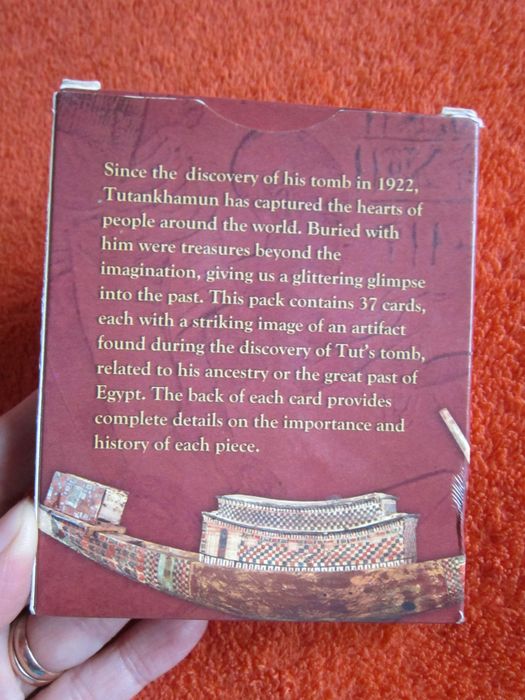 Since the discovery of his tomb in 1922,
Tutankhamun has captured the hearts of
people around the world. Buried with
him were treasures beyond the
imagination, giving us a glittering glimpse
into the past. This pack contains 37 cards,
each with a striking image of an artifact
found during the discovery of Tut's tomb,
related to his ancestry or the great past of
Egypt. The back of each card provides
complete details on the importance and
history of each piece.